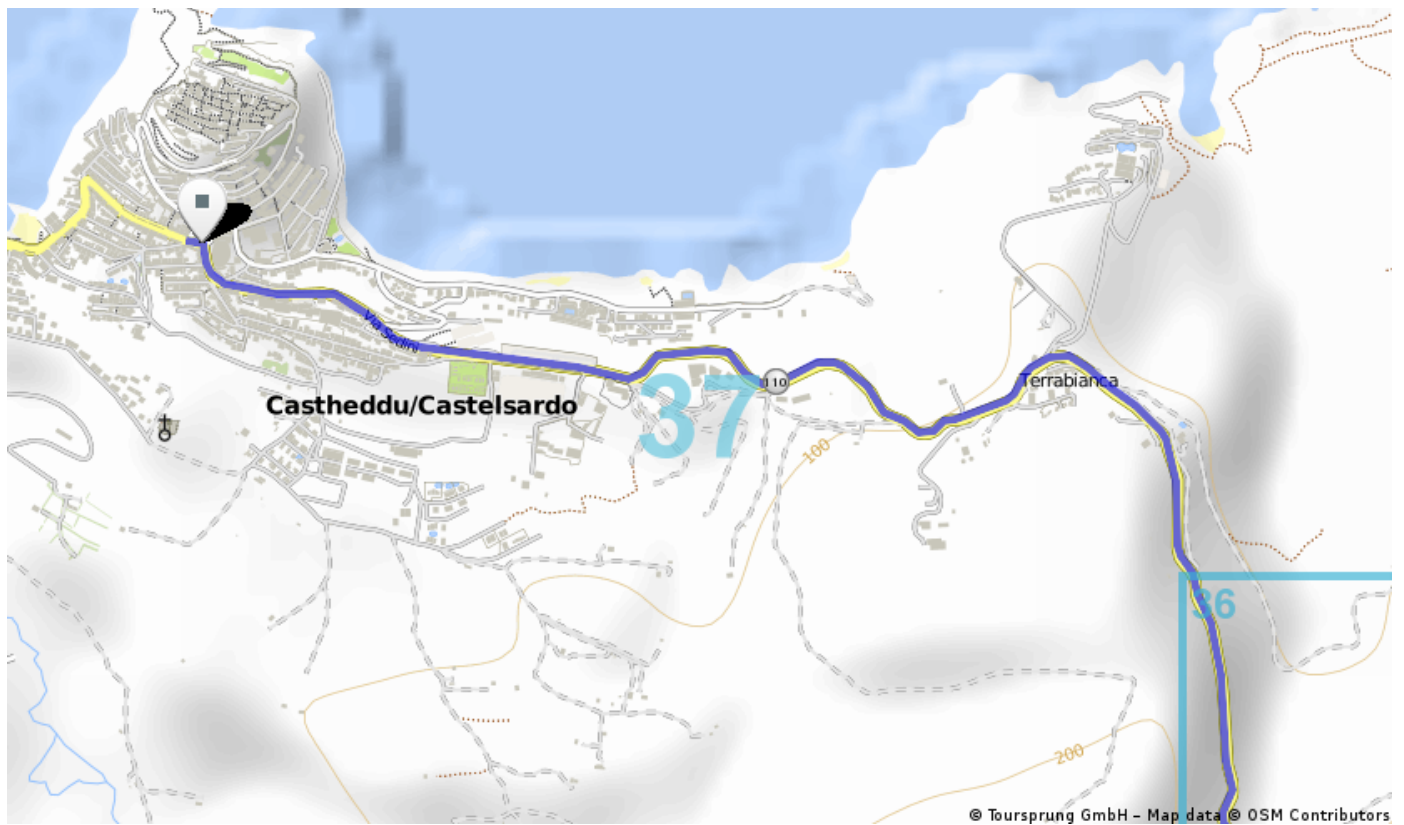 Via Sedini
Castheddu/Castelsardo
37
110
Terrabianca
100
36
200
© Toursprung GmbH – Map data © OSM Contributors